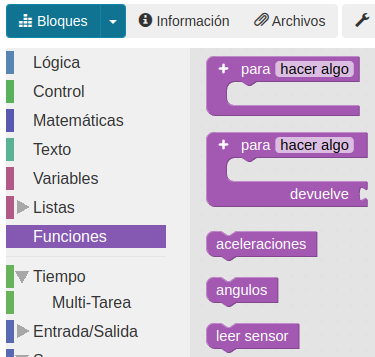 Bloques Información Archivos
Lógica
Control
Matemáticas
Texto
Variables
Listas
Funciones
Tiempo
Multi-Tarea
Entrada/Salida
para hacer algo
para hacer algo
devuelve
aceleraciones
angulos
leer sensor